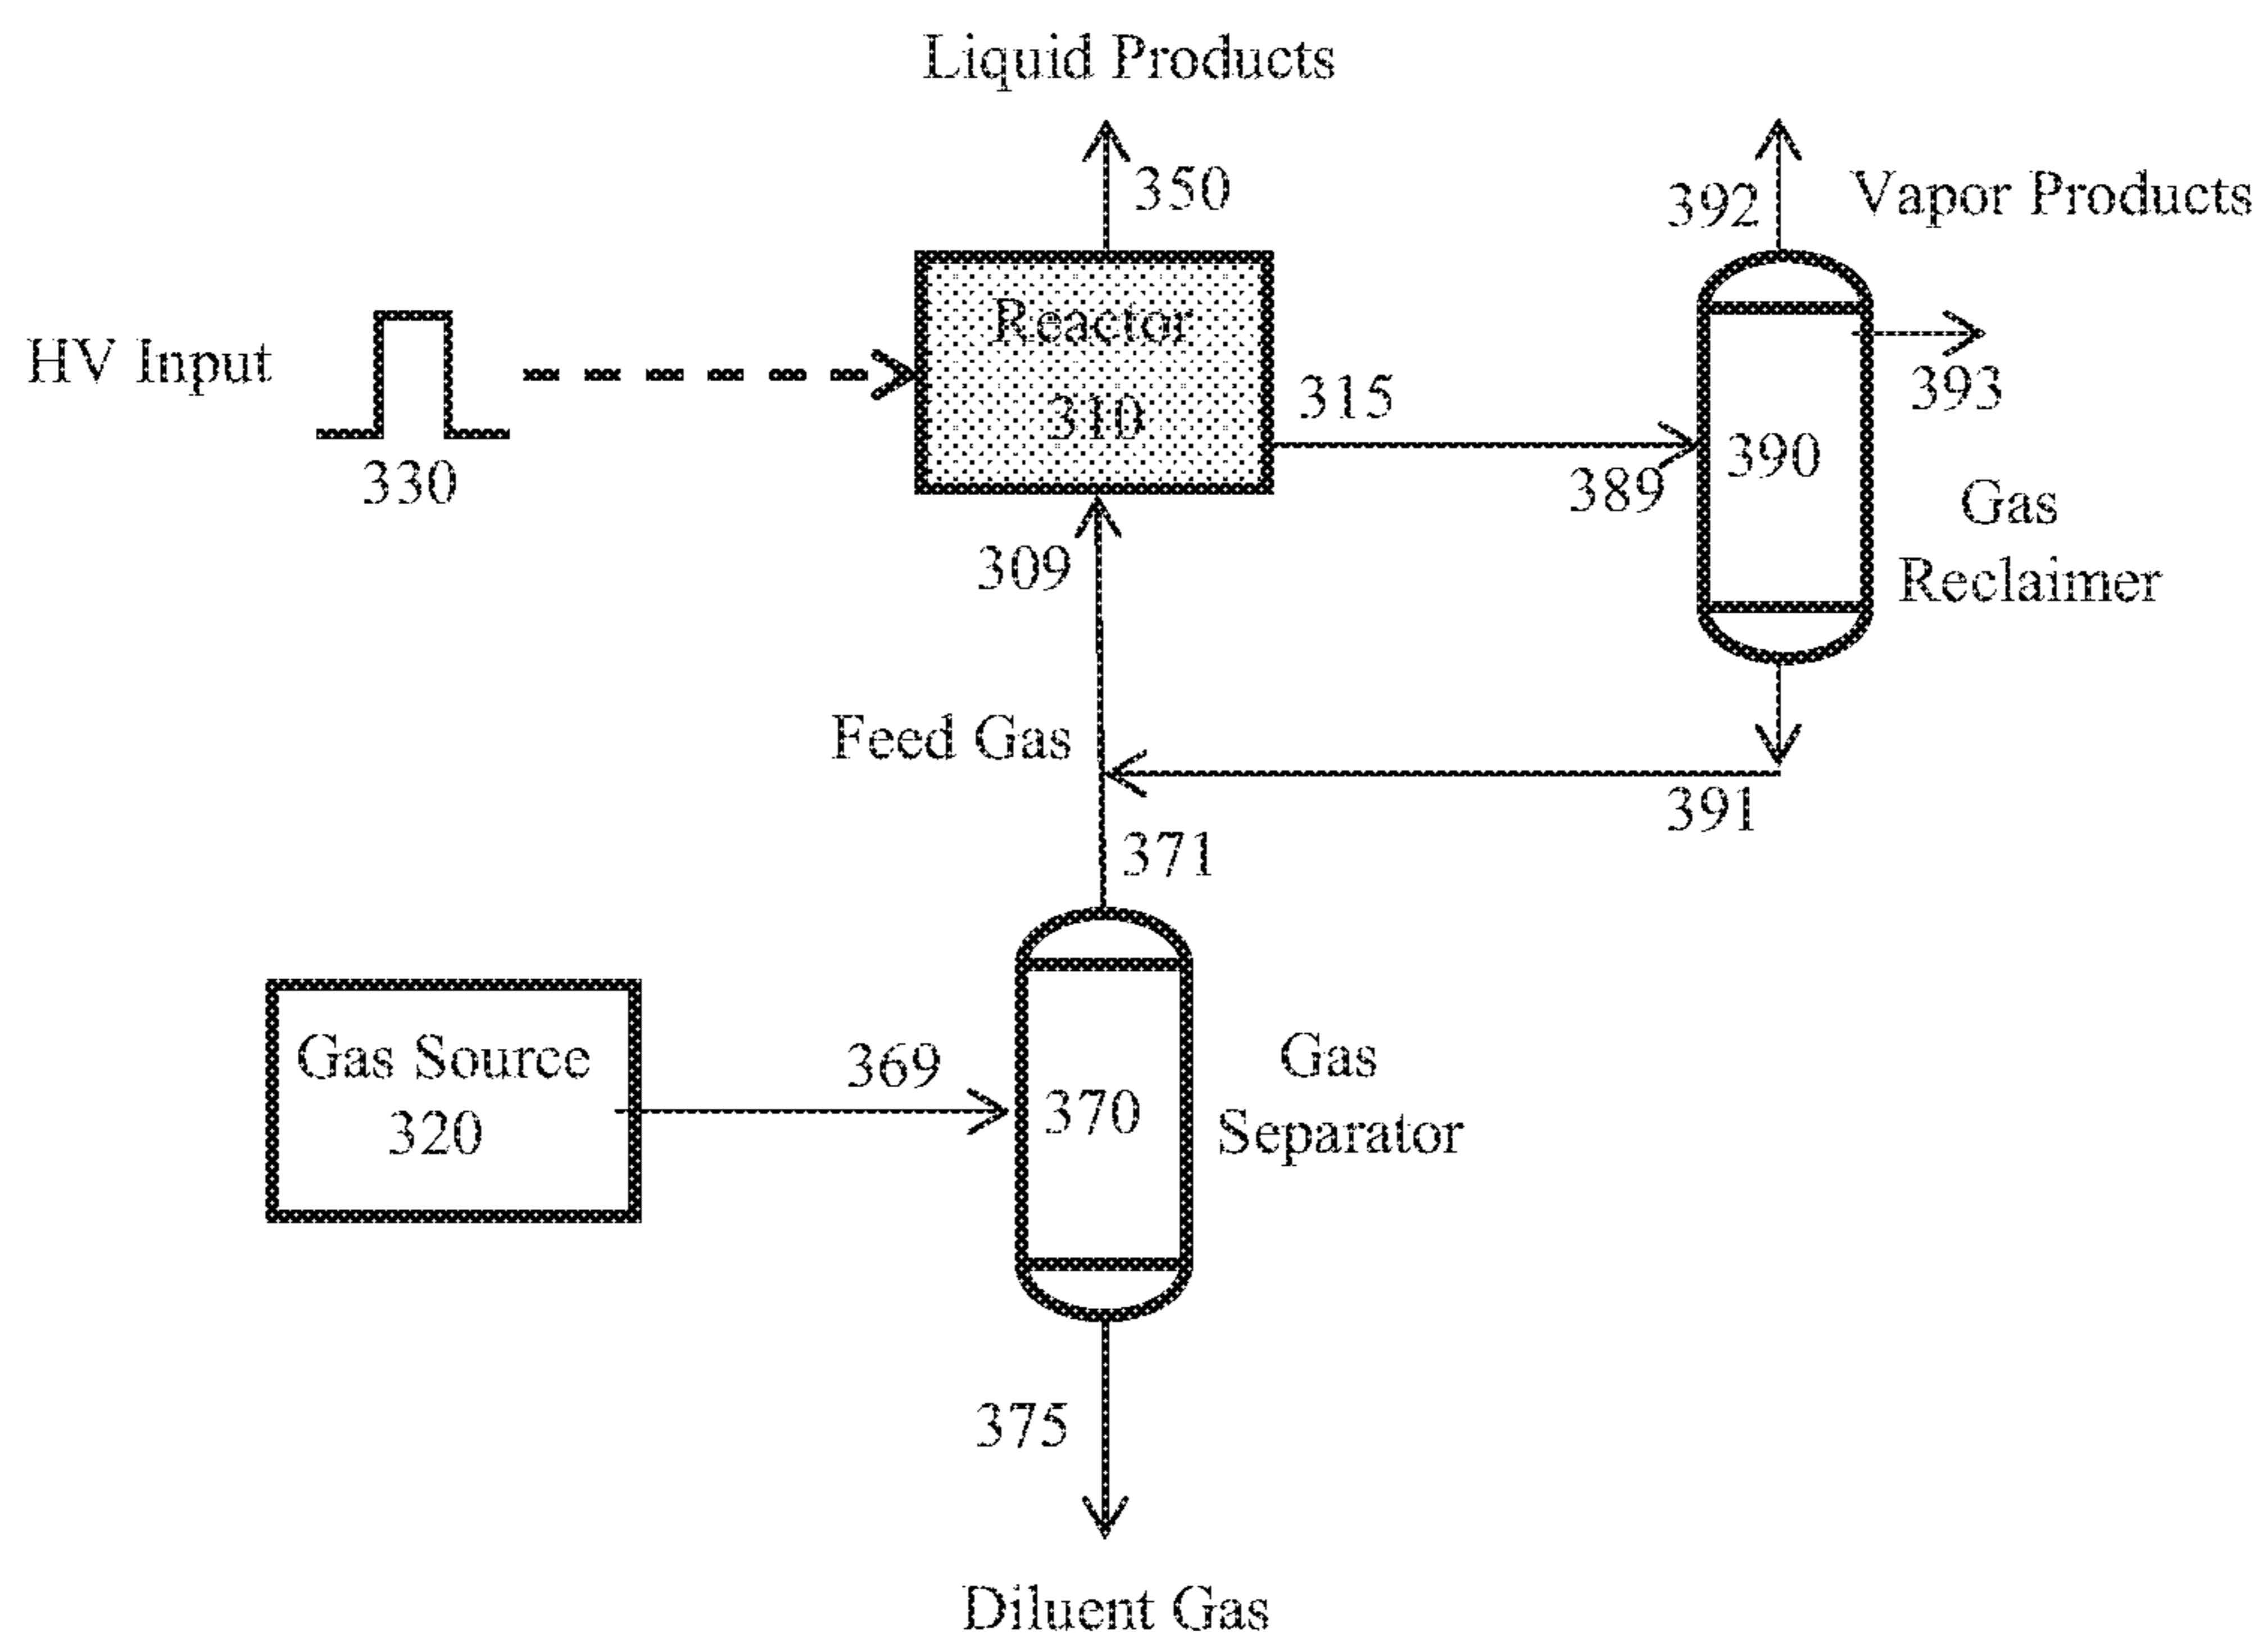 Liquid Products
350
392
Vapor Products
HV Input
330
Reactor
310
315
389
390
393
Gas
Reclaimer
309
Feed Gas
391
371
Gas Source
320
369
370
Gas
Separator
375
Diluent Gas